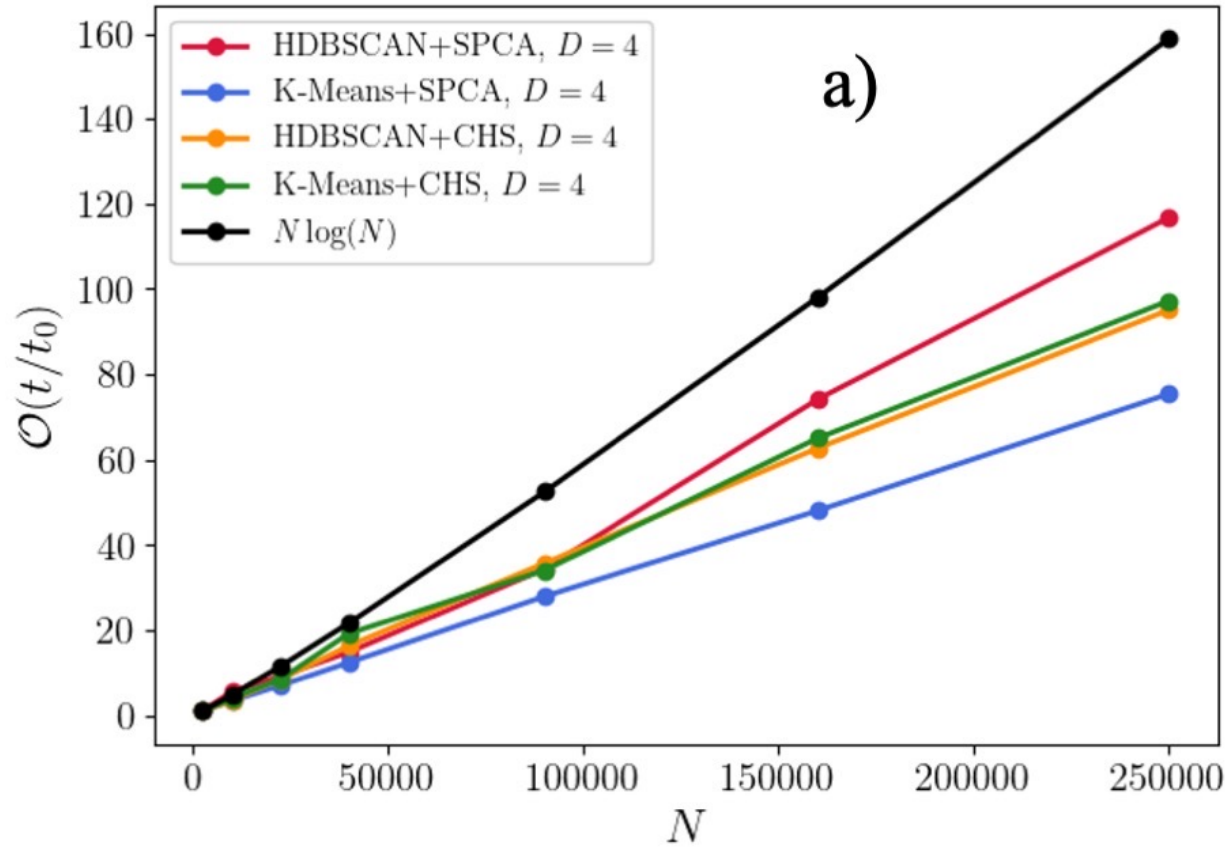 HDBSCAN+SPCA, D = 4
K-Means+SPCA, D = 4
HDBSCAN+CHS, D = 4
K-Means+CHS, D = 4
N log(N)
a)
160
140
120
100
80
60
40
20
0
O(t/t₀)
0 50000 100000 150000 200000 250000
N